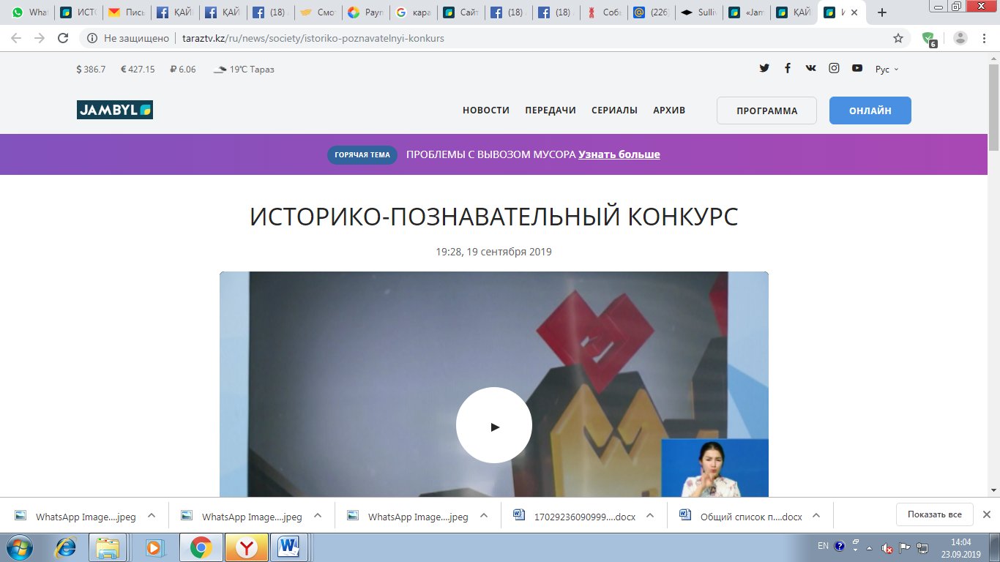 What
ИСТО
Пись
ҚАЙ
ҚАЙ
(18)
Смот
Payn
кара
Сайт
(18)
(18)
Собы
(226)
Sulliv
«Jam
ҚАЙ
Не защищено | taraztv.kz/ru/news/society/istoriko-poznavatelnyi-konkurs
6
$ 386.7 € 427.15 ₽ 6.06 19℃ Тараз Рус
JAMBYL НОВОСТИ ПЕРЕДАЧИ СЕРИАЛЫ АРХИВ ПРОГРАММА ОНЛАЙН
ГОРЯЧАЯ ТЕМА ПРОБЛЕМЫ С ВЫВОЗОМ МУСОРА Узнать больше
ИСТОРИКО-ПОЗНАВАТЕЛЬНЫЙ КОНКУРС
19:28, 19 сентября 2019
WhatsApp Image....jpeg WhatsApp Image....jpeg WhatsApp Image....jpeg 17029236090999....docx Общий список п....docx Показать все
EN 14:04
23.09.2019